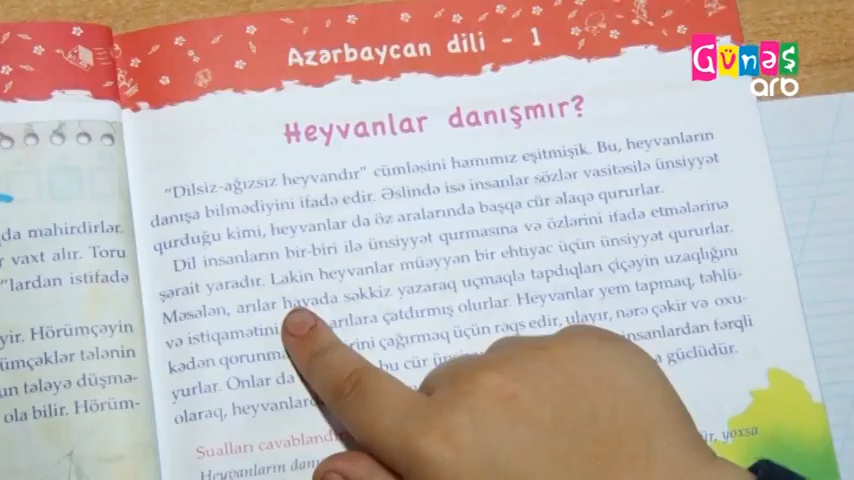 Azərbaycan dili - 1
Günəş
arb
Heyvanlar danışmır?
"Dilsiz-ağızsız heyvandır" cümləsini hamımız eşitmişik. Bu, heyvanların
danışa bilmədiyini ifadə edir. Əslində isə insanlar sözlər vasitəsilə ünsiyyət
qurduğu kimi, heyvanlar da öz aralarında başqa cür əlaqə qururlar.
Dil insanların bir-biri ilə ünsiyyət qurmasına və özlərini ifadə etmələrinə
şərait yaradır. Lakin heyvanlar müəyyən bir ehtiyac üçün ünsiyyət qururlar.
Məsələn, arılar havada səkkiz yazaraq uçmaqla tapdıqları çiçəyin uzaqlığını
və istiqamətini arılara çatdırmış olurlar. Heyvanlar yem tapmaq, təhlü-
kədən qorunma rini çağırmaq üçün rəqs edir, ulayır, nərə çəkir və oxu-
yurlar. Onlar da bu cür insanlardan fərqli
olaraq, heyvanlar güclüdür.
Sualları cavablandı
Heyvanların danı yoxsa
da mahirdirlər.
vaxt alır. Toru
"lardan istifadə
yir. Hörümçəyin
ümçəklər tələnin
un tələyə düşmə-
ola bilir. Hörüm-